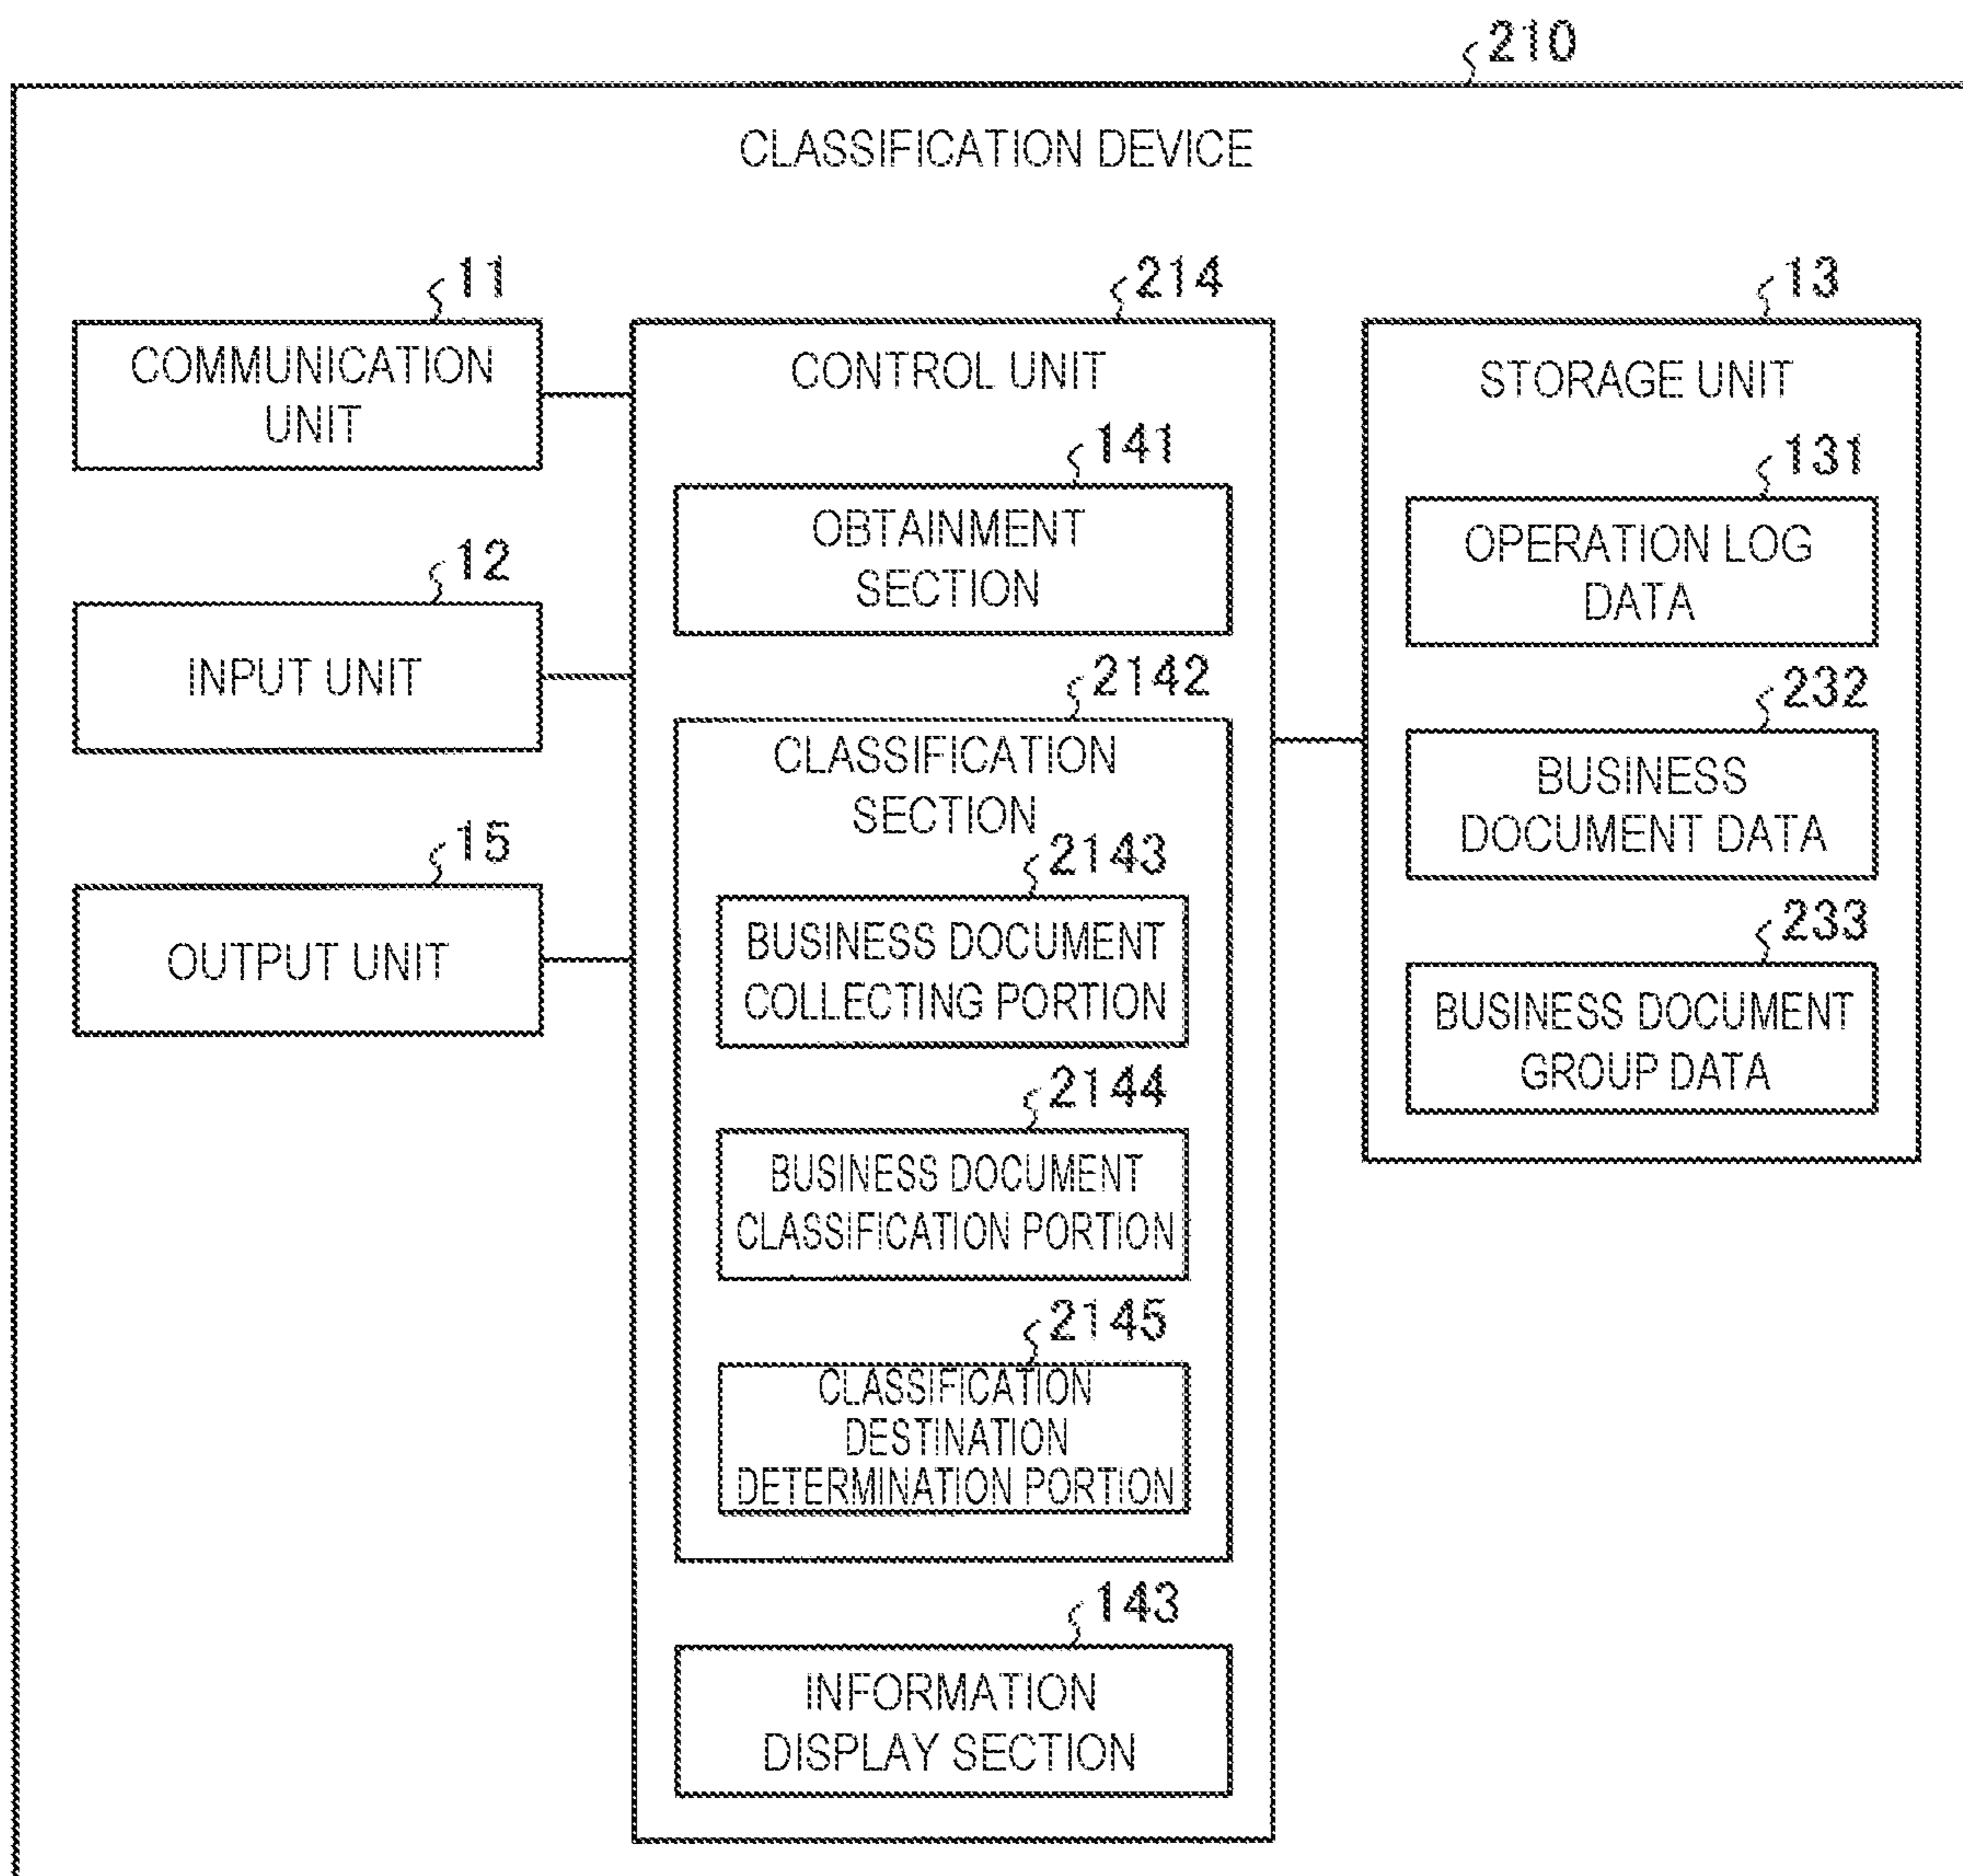 210
CLASSIFICATION DEVICE
11
COMMUNICATION
UNIT
12
INPUT UNIT
15
OUTPUT UNIT
214
CONTROL UNIT
141
OBTAINMENT
SECTION
2142
CLASSIFICATION
SECTION
2143
BUSINESS DOCUMENT
COLLECTING PORTION
2144
BUSINESS DOCUMENT
CLASSIFICATION PORTION
2145
CLASSIFICATION
DESTINATION
DETERMINATION PORTION
143
INFORMATION
DISPLAY SECTION
13
STORAGE UNIT
131
OPERATION LOG
DATA
232
BUSINESS
DOCUMENT DATA
233
BUSINESS DOCUMENT
GROUP DATA